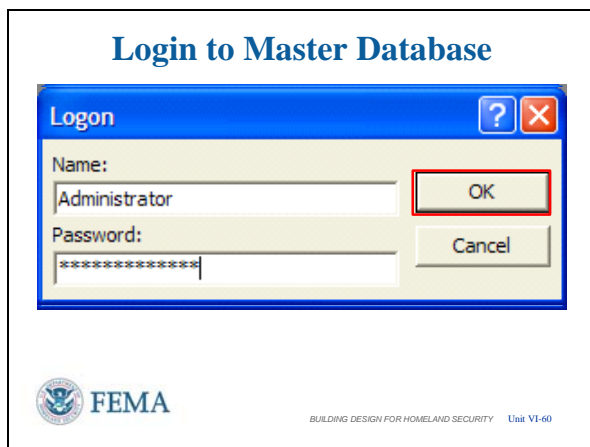 Login to Master Database
Logon
Name:
Administrator
OK
Password:
*************
Cancel
FEMA
BUILDING DESIGN FOR HOMELAND SECURITY Unit VI-60